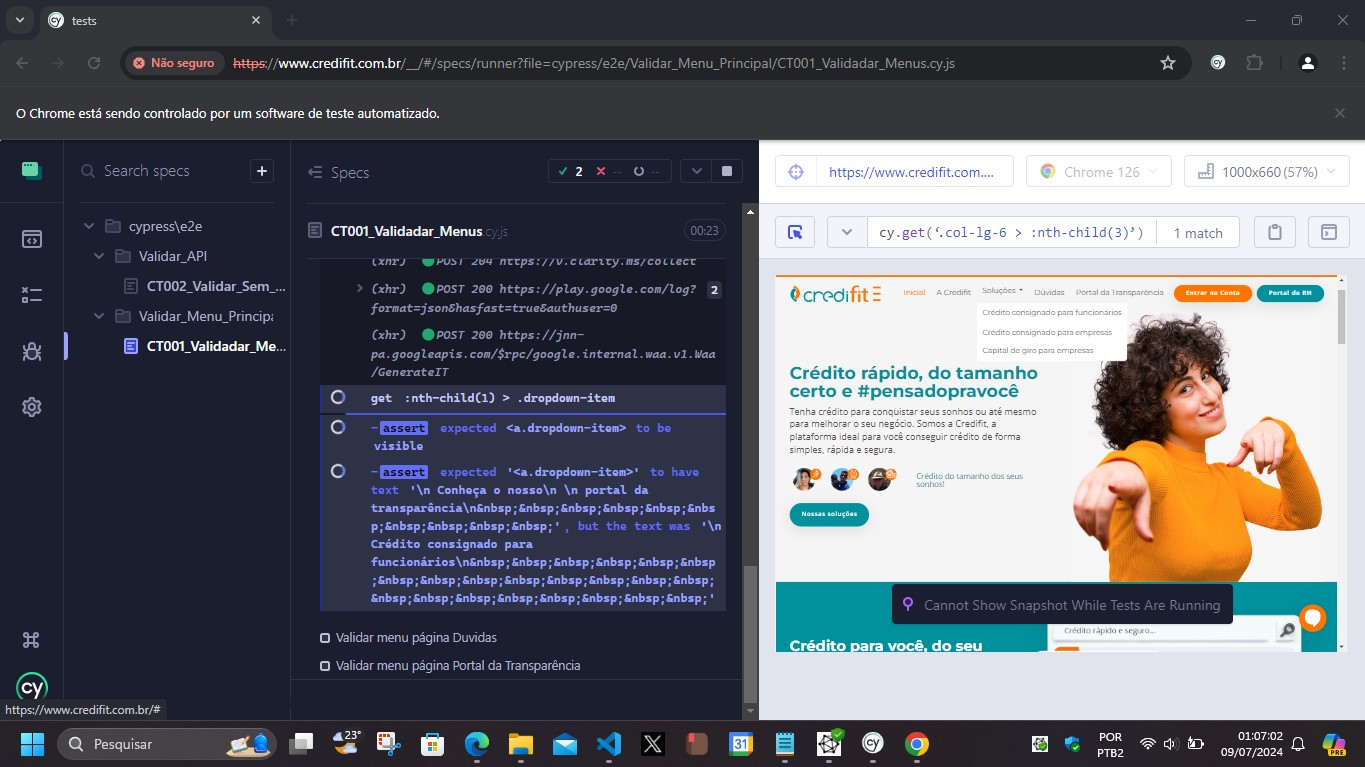 tests
Não seguro
https://www.credifit.com.br/__/#/specs/runner?file=cypress/e2e/Validar_Menu_Principal/CT001_Validadar_Menus.cy.js
O Chrome está sendo controlado por um software de teste automatizado.
Search specs
cypress\e2e
Validar_API
CT002_Validar_Sem_...
Validar_Menu_Principa
CT001_Validadar_Me...
Specs
2 -- --
CT001_Validadar_Menus.cy.js 00:23
(xhr) POST 204 https://v.clarity.ms/collect
(xhr) POST 200 https://play.google.com/log? 2
format=json&hasfast=true&authuser=0
(xhr) POST 200 https://jnn-
pa.googleapis.com/$rpc/google.internal.waa.v1.Waa
/GenerateIT
get :nth-child(1) > .dropdown-item
-assert expected <a.dropdown-item> to be
visible
-assert expected '<a.dropdown-item>' to have
text '\n Conheça o nosso\n \n portal da
transparência\n&nbsp;&nbsp;&nbsp;&nbsp;&nbsp;&nbs
p;&nbsp;&nbsp;&nbsp;&nbsp;', but the text was '\n
Crédito consignado para
funcionários\n&nbsp;&nbsp;&nbsp;&nbsp;&nbsp;&nbsp
;&nbsp;&nbsp;&nbsp;&nbsp;&nbsp;&nbsp;&nbsp;&nbsp;
&nbsp;&nbsp;&nbsp;&nbsp;&nbsp;&nbsp;&nbsp;'
Validar menu página Duvidas
Validar menu página Portal da Transparência
cy
https://www.credifit.com.br/#
https://www.credifit.com....
Chrome 126
1000x660 (57%)
cy.get('.col-lg-6 > :nth-child(3)') 1 match
credifit
Inicial A Credifit Soluções Dúvidas Portal da Transparência Entrar na Conta Portal do RH
Crédito consignado para funcionários
Crédito consignado para empresas
Capital de giro para empresas
Crédito rápido, do tamanho
certo e #pensadopravocê
Tenha crédito para conquistar seus sonhos ou até mesmo
para melhorar o seu negócio. Somos a Credifit, a
plataforma ideal para você conseguir crédito de forma
simples, rápida e segura.
Crédito do tamanho dos seus
sonhos!
Nossas soluções
Cannot Show Snapshot While Tests Are Running
Crédito rápido e seguro...
Crédito para você, do seu
Pesquisar
23°
31
POR
PTB2
01:07:02
09/07/2024
PRE